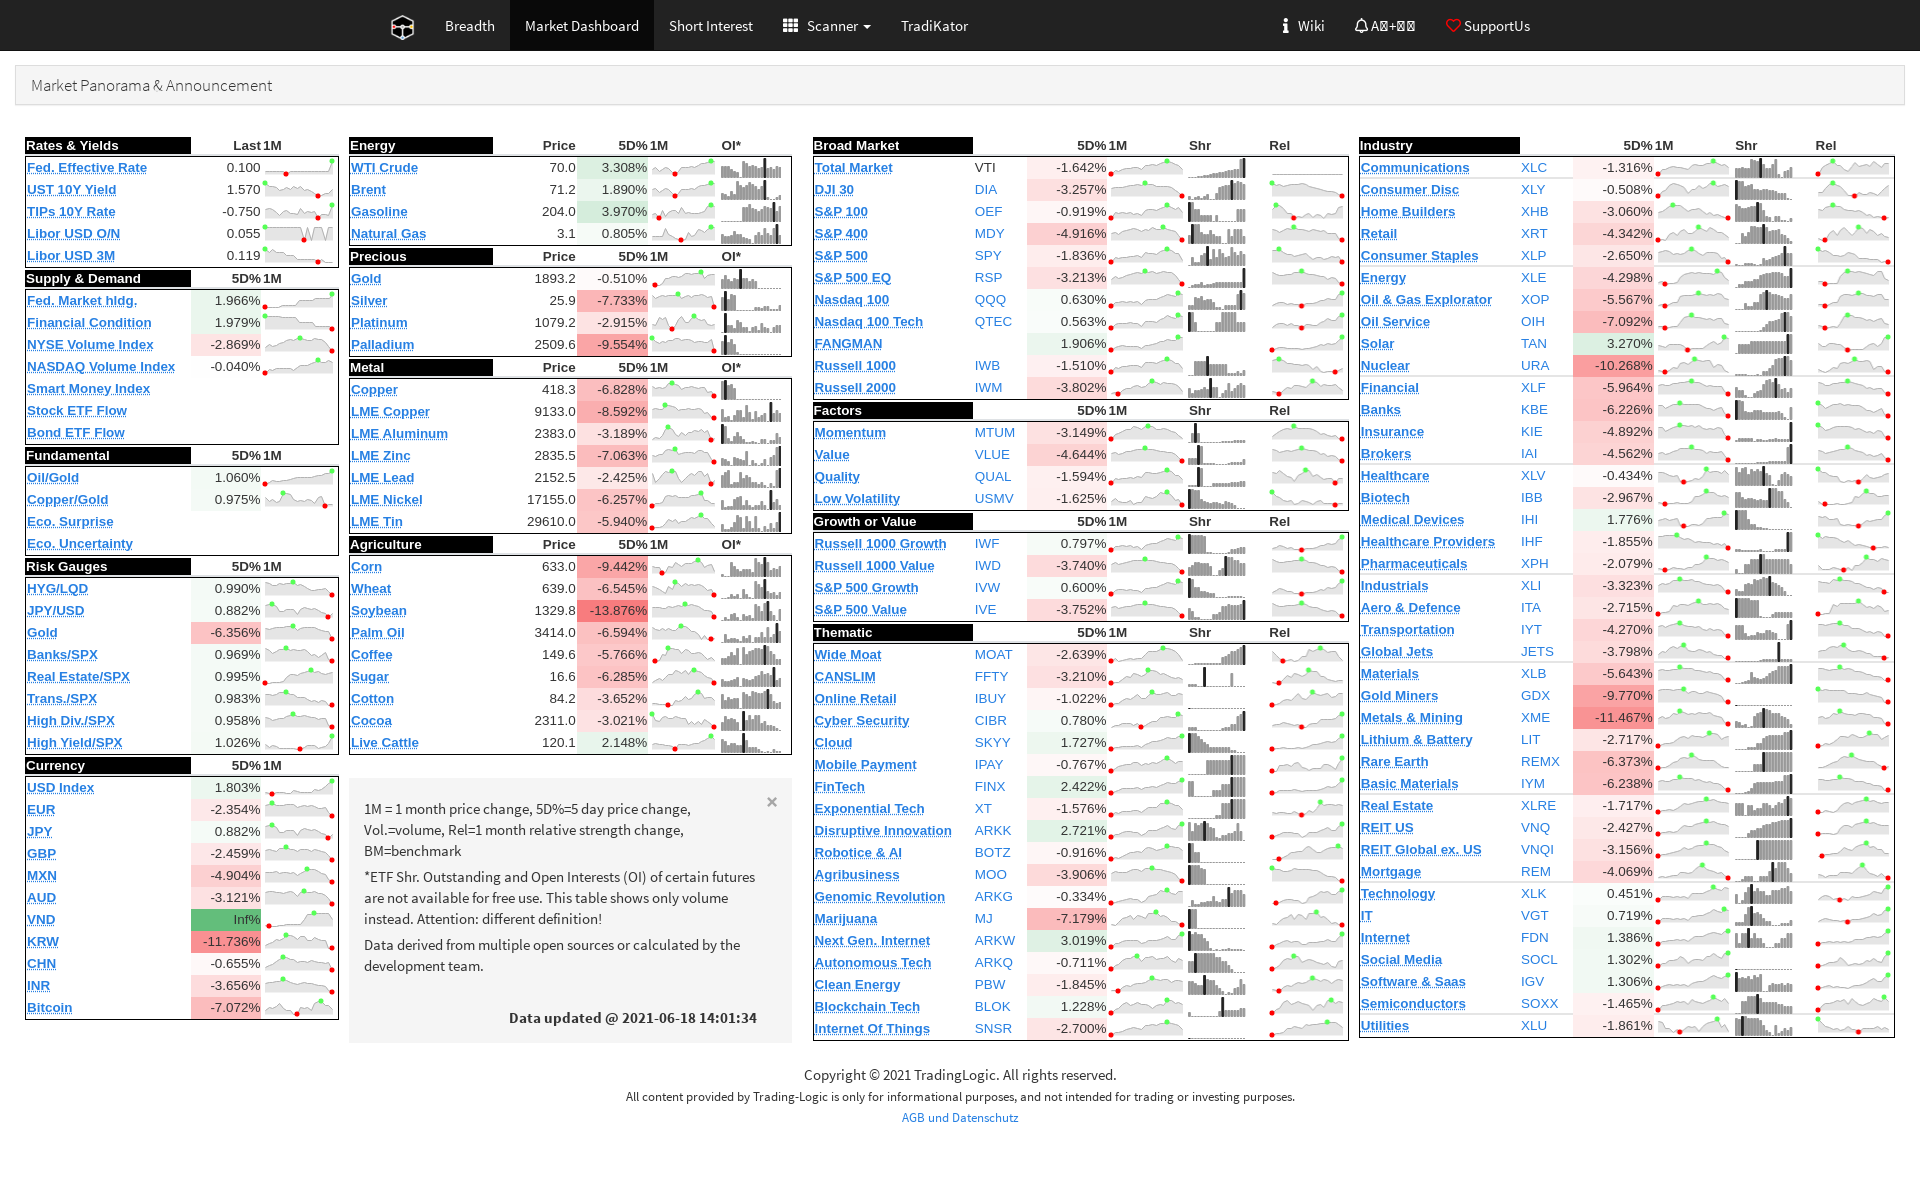 Breadth Market Dashboard Short Interest Scanner TradiKator Wiki SupportUs
Market Panorama & Announcement
Rates & Yields Last 1M
Fed. Effective Rate 0.100
UST 10Y Yield 1.570
TIPs 10Y Rate -0.750
Libor USD O/N 0.055
Libor USD 3M 0.119
Supply & Demand 5D% 1M
Fed. Market hldg. 1.966%
Financial Condition 1.979%
NYSE Volume Index -2.869%
NASDAQ Volume Index -0.040%
Smart Money Index
Stock ETF Flow
Bond ETF Flow
Fundamental 5D% 1M
Oil/Gold 1.060%
Copper/Gold 0.975%
Eco. Surprise
Eco. Uncertainty
Risk Gauges 5D% 1M
HYG/LQD 0.990%
JPY/USD 0.882%
Gold -6.356%
Banks/SPX 0.969%
Real Estate/SPX 0.995%
Trans./SPX 0.983%
High Div./SPX 0.958%
High Yield/SPX 1.026%
Currency 5D% 1M
USD Index 1.803%
EUR -2.354%
JPY 0.882%
GBP -2.459%
MXN -4.904%
AUD -3.121%
VND Inf%
KRW -11.736%
CHN -0.655%
INR -3.656%
Bitcoin -7.072%
Energy Price 5D% 1M OI*
WTI Crude 70.0 3.308%
Brent 71.2 1.890%
Gasoline 204.0 3.970%
Natural Gas 3.1 0.805%
Precious Price 5D% 1M OI*
Gold 1893.2 -0.510%
Silver 25.9 -7.733%
Platinum 1079.2 -2.915%
Palladium 2509.6 -9.554%
Metal Price 5D% 1M OI*
Copper 418.3 -6.828%
LME Copper 9133.0 -8.592%
LME Aluminum 2383.0 -3.189%
LME Zinc 2835.5 -7.063%
LME Lead 2152.5 -2.425%
LME Nickel 17155.0 -6.257%
LME Tin 29610.0 -5.940%
Agriculture Price 5D% 1M OI*
Corn 633.0 -9.442%
Wheat 639.0 -6.545%
Soybean 1329.8 -13.876%
Palm Oil 3414.0 -6.594%
Coffee 149.6 -5.766%
Sugar 16.6 -6.285%
Cotton 84.2 -3.652%
Cocoa 2311.0 -3.021%
Live Cattle 120.1 2.148%
×
1M = 1 month price change, 5D%=5 day price change,
Vol.=volume, Rel=1 month relative strength change,
BM=benchmark
*ETF Shr. Outstanding and Open Interests (OI) of certain futures
are not available for free use. This table shows only volume
instead. Attention: different definition!
Data derived from multiple open sources or calculated by the
development team.
Data updated @ 2021-06-18 14:01:34
Broad Market 5D% 1M Shr Rel
Total Market VTI -1.642%
DJI 30 DIA -3.257%
S&P 100 OEF -0.919%
S&P 400 MDY -4.916%
S&P 500 SPY -1.836%
S&P 500 EQ RSP -3.213%
Nasdaq 100 QQQ 0.630%
Nasdaq 100 Tech QTEC 0.563%
FANGMAN 1.906%
Russell 1000 IWB -1.510%
Russell 2000 IWM -3.802%
Factors 5D% 1M Shr Rel
Momentum MTUM -3.149%
Value VLUE -4.644%
Quality QUAL -1.594%
Low Volatility USMV -1.625%
Growth or Value 5D% 1M Shr Rel
Russell 1000 Growth IWF 0.797%
Russell 1000 Value IWD -3.740%
S&P 500 Growth IVW 0.600%
S&P 500 Value IVE -3.752%
Thematic 5D% 1M Shr Rel
Wide Moat MOAT -2.639%
CANSLIM FFTY -3.210%
Online Retail IBUY -1.022%
Cyber Security CIBR 0.780%
Cloud SKYY 1.727%
Mobile Payment IPAY -0.767%
FinTech FINX 2.422%
Exponential Tech XT -1.576%
Disruptive Innovation ARKK 2.721%
Robotice & AI BOTZ -0.916%
Agribusiness MOO -3.906%
Genomic Revolution ARKG -0.334%
Marijuana MJ -7.179%
Next Gen. Internet ARKW 3.019%
Autonomous Tech ARKQ -0.711%
Clean Energy PBW -1.845%
Blockchain Tech BLOK 1.228%
Internet Of Things SNSR -2.700%
Industry 5D% 1M Shr Rel
Communications XLC -1.316%
Consumer Disc XLY -0.508%
Home Builders XHB -3.060%
Retail XRT -4.342%
Consumer Staples XLP -2.650%
Energy XLE -4.298%
Oil & Gas Explorator XOP -5.567%
Oil Service OIH -7.092%
Solar TAN 3.270%
Nuclear URA -10.268%
Financial XLF -5.964%
Banks KBE -6.226%
Insurance KIE -4.892%
Brokers IAI -4.562%
Healthcare XLV -0.434%
Biotech IBB -2.967%
Medical Devices IHI 1.776%
Healthcare Providers IHF -1.855%
Pharmaceuticals XPH -2.079%
Industrials XLI -3.323%
Aero & Defence ITA -2.715%
Transportation IYT -4.270%
Global Jets JETS -3.798%
Materials XLB -5.643%
Gold Miners GDX -9.770%
Metals & Mining XME -11.467%
Lithium & Battery LIT -2.717%
Rare Earth REMX -6.373%
Basic Materials IYM -6.238%
Real Estate XLRE -1.717%
REIT US VNQ -2.427%
REIT Global ex. US VNQI -3.156%
Mortgage REM -4.069%
Technology XLK 0.451%
IT VGT 0.719%
Internet FDN 1.386%
Social Media SOCL 1.302%
Software & Saas IGV 1.306%
Semiconductors SOXX -1.465%
Utilities XLU -1.861%
Copyright © 2021 TradingLogic. All rights reserved.
All content provided by Trading-Logic is only for informational purposes, and not intended for trading or investing purposes.
AGB und Datenschutz